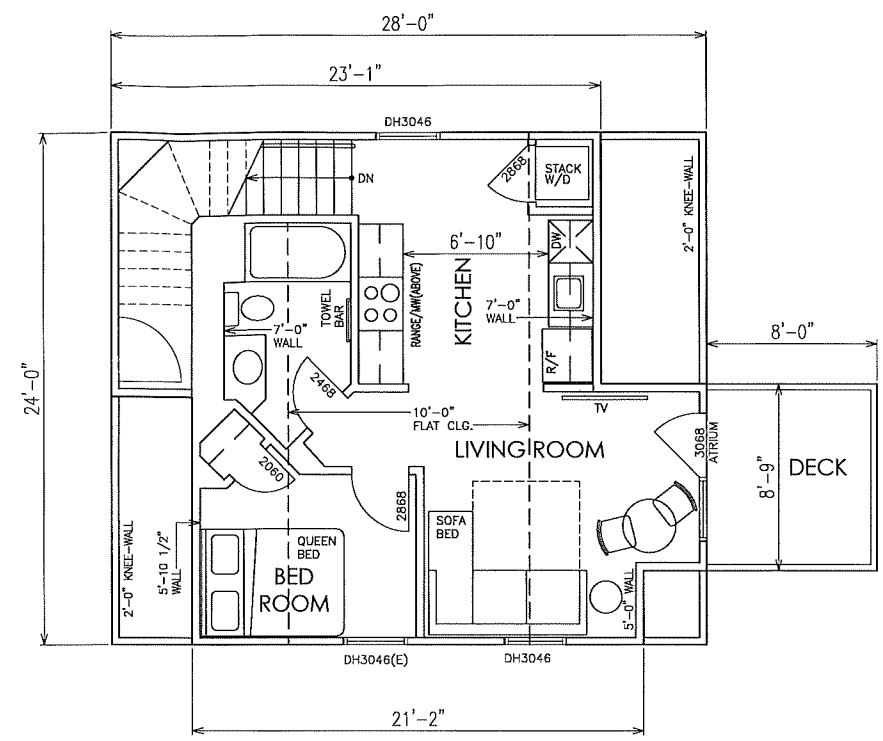 28'-0"
23'-1"
DH3046
DN
2868
STACK
W/D
2'-0" KNEE-WALL
6'-10"
DW
RANGE/MW(ABOVE)
KITCHEN
7'-0"
WALL
TOWEL
BAR
7'-0"
WALL
R/F
8'-0"
24'-0"
2468
10'-0"
FLAT CLG.
TV
LIVING ROOM
3068
ATRIUM
8'-9"
DECK
2060
2868
SOFA
BED
2'-0" KNEE-WALL
5'-10 1/2"
WALL
QUEEN
BED
BED
ROOM
5'-0" WALL
DH3046(E)
DH3046
21'-2"